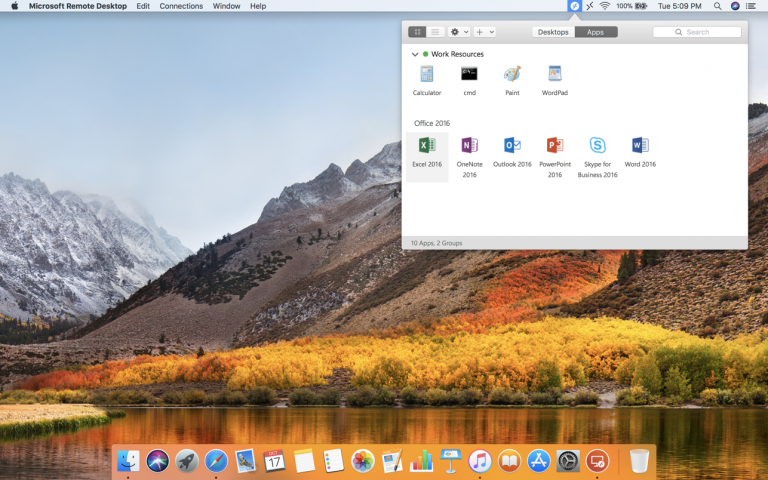 Microsoft Remote Desktop Edit Connections Window Help 100% Tue 5:09 PM
Desktops Apps Search
Work Resources
Calculator cmd Paint WordPad
Office 2016
Excel 2016 OneNote 2016 Outlook 2016 PowerPoint 2016 Skype for Business 2016 Word 2016
10 Apps, 2 Groups
OCT
17